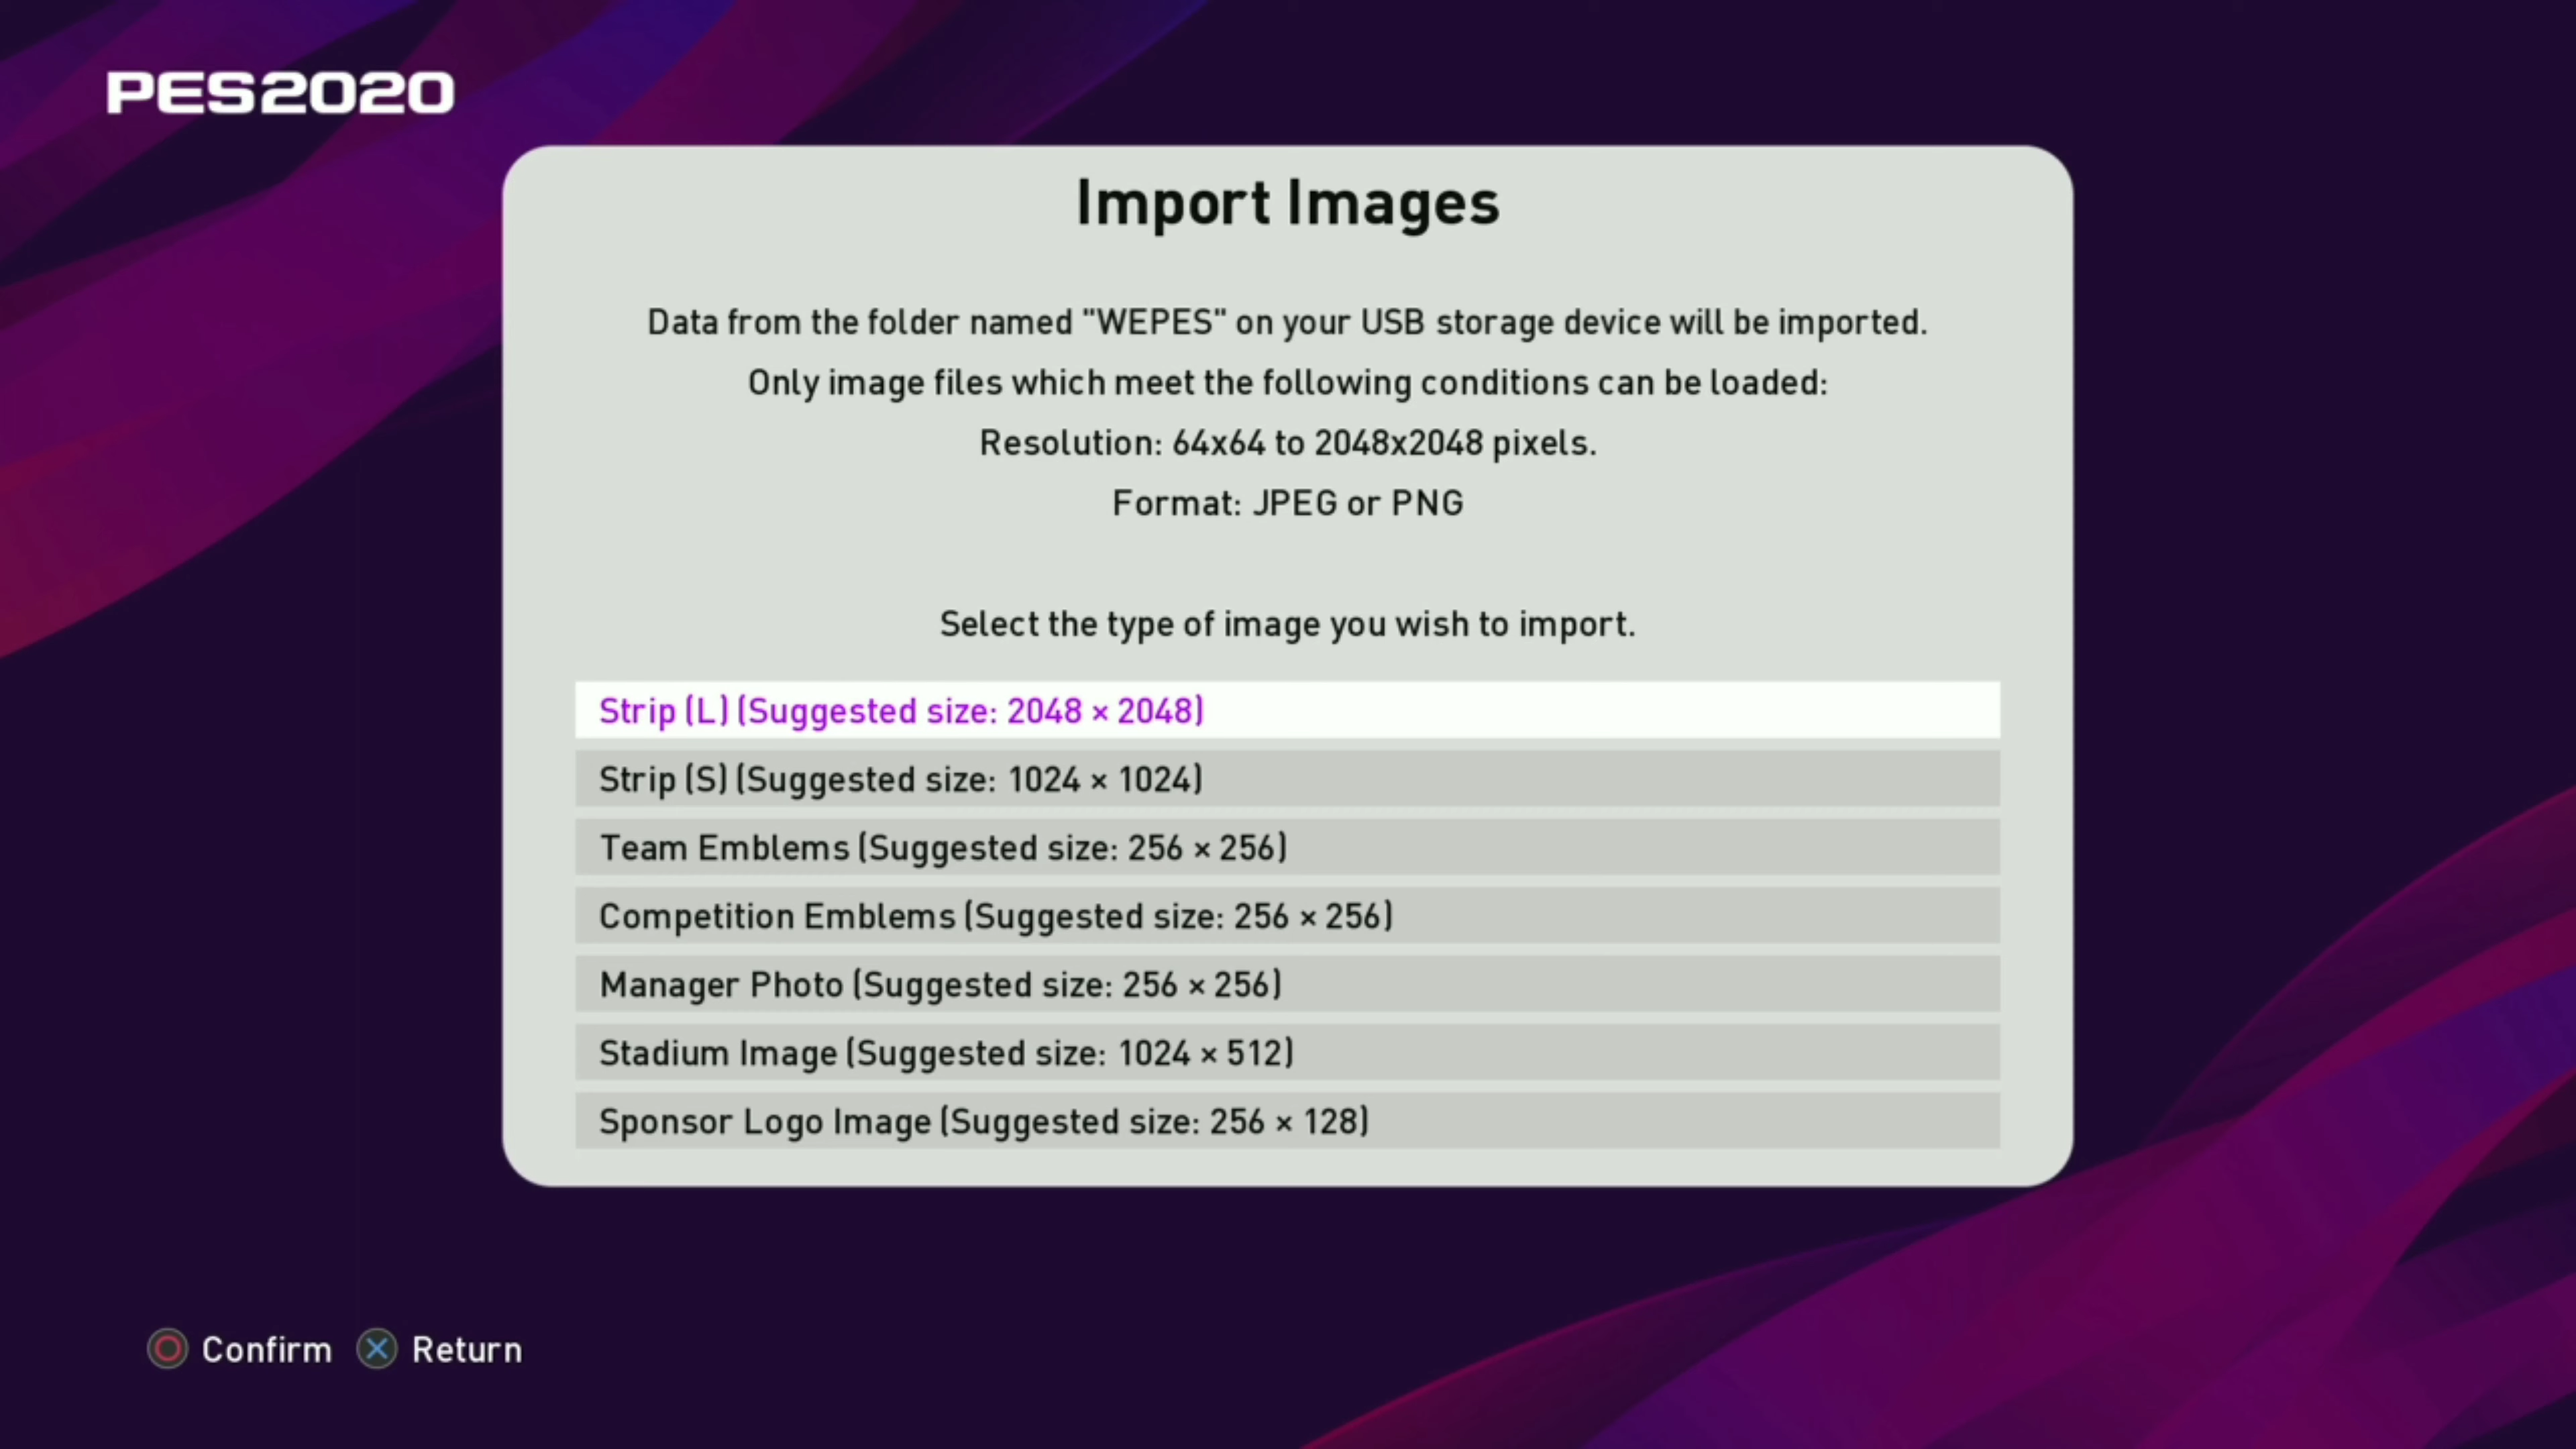 PES2020
Import Images
Data from the folder named "WEPES" on your USB storage device will be imported.
Only image files which meet the following conditions can be loaded:
Resolution: 64x64 to 2048x2048 pixels.
Format: JPEG or PNG
Select the type of image you wish to import.
Strip (L) (Suggested size: 2048 × 2048)
Strip (S) (Suggested size: 1024 × 1024)
Team Emblems (Suggested size: 256 × 256)
Competition Emblems (Suggested size: 256 × 256)
Manager Photo (Suggested size: 256 × 256)
Stadium Image (Suggested size: 1024 × 512)
Sponsor Logo Image (Suggested size: 256 × 128)
Confirm Return